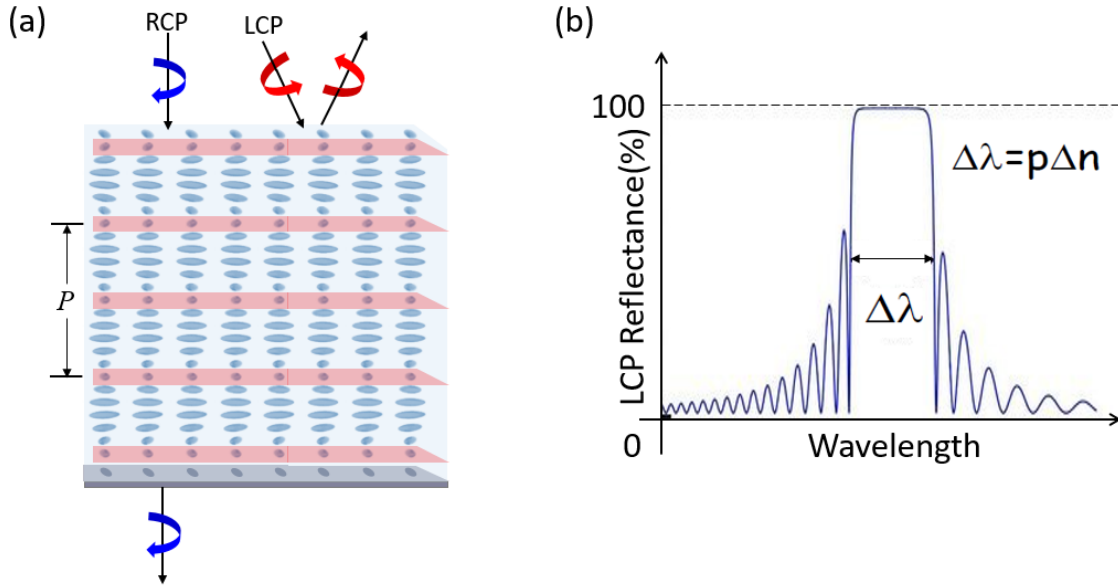 (a)
RCP
LCP
P
(b)
100
LCP Reflectance(%)
Δλ=pΔn
Δλ
0
Wavelength